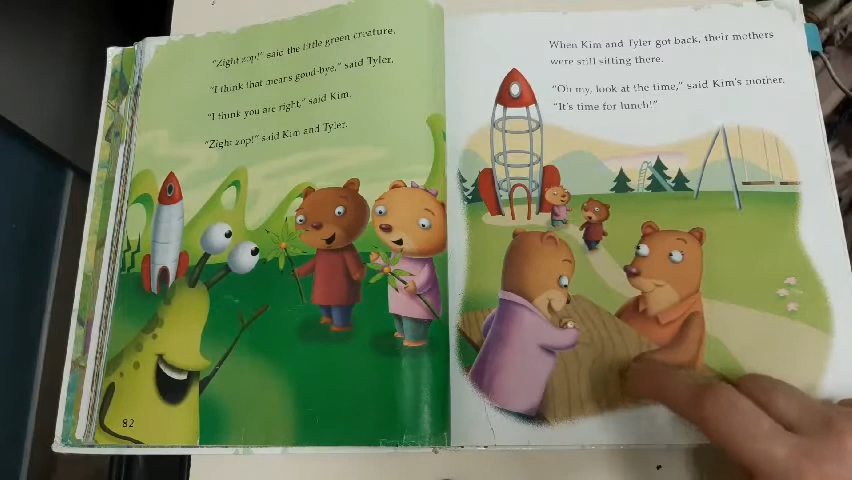 "Zight zop!" said the little green creature.
"I think that means good-bye," said Tyler.
"I think you are right," said Kim.
"Zight zop!" said Kim and Tyler.
82
When Kim and Tyler got back, their mothers
were still sitting there.
"Oh my, look at the time," said Kim's mother.
"It's time for lunch!"